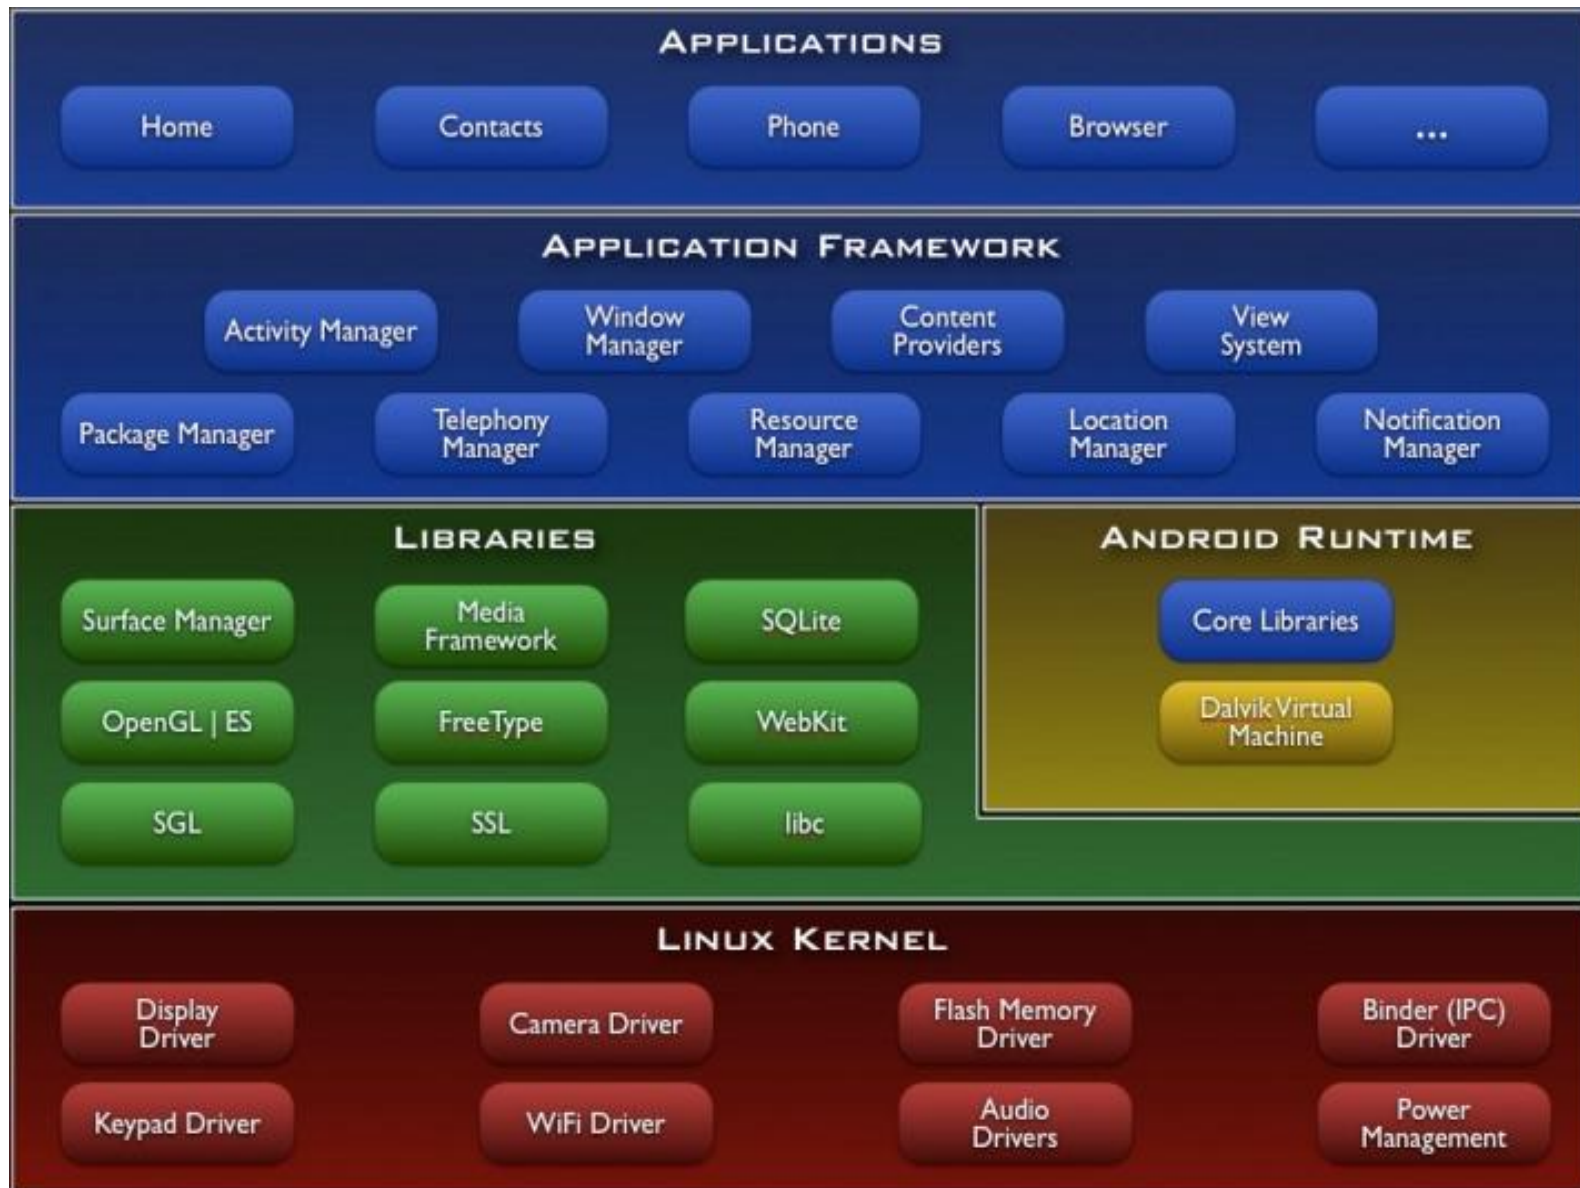 APPLICATIONS
Home
Contacts
Phone
Browser
...
APPLICATION FRAMEWORK
Activity Manager
Window
Manager
Content
Providers
View
System
Package Manager
Telephony
Manager
Resource
Manager
Location
Manager
Notification
Manager
LIBRARIES
Surface Manager
Media
Framework
SQLite
OpenGL | ES
FreeType
WebKit
SGL
SSL
libc
ANDROID RUNTIME
Core Libraries
Dalvik Virtual
Machine
LINUX KERNEL
Display
Driver
Camera Driver
Flash Memory
Driver
Binder (IPC)
Driver
Keypad Driver
WiFi Driver
Audio
Drivers
Power
Management